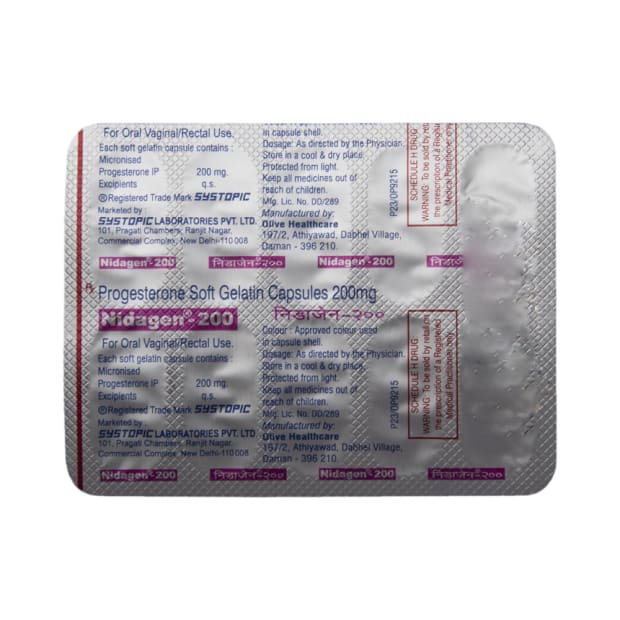 For Oral Vaginal/Rectal Use.
Each soft gelatin capsule contains :
Micronised
Progesterone IP 200 mg.
Excipients q.s.
®Registered Trade Mark SYSTOPIC
Marketed by
SYSTOPIC LABORATORIES PVT. LTD.
101, Pragati Chambers, Ranjit Nagar,
Commercial Complex, New Delhi-110 008
in capsule shell.
Dosage: As directed by the Physician.
Store in a cool & dry place.
Protected from light.
Keep all medicines out of
reach of children.
Mfg. Lic. No. DD/289
Manufactured by:
Olive Healthcare
197/2, Athiyawad, Dabhel Village,
Daman - 396 210.
P23/0P9215
SCHEDULE H DRUG
WARNING: To be sold by
the prescription of a
Medical Practitioner only
Nidagen®-200 निडाजेन-२०० Nidagen®-200
℞ Progesterone Soft Gelatin Capsules 200mg
Nidagen®-200 निडाजेन-२००
For Oral Vaginal/Rectal Use.
Each soft gelatin capsule contains :
Micronised
Progesterone IP 200 mg.
Excipients q.s.
®Registered Trade Mark SYSTOPIC
Marketed by
SYSTOPIC LABORATORIES PVT. LTD.
101, Pragati Chambers, Ranjit Nagar,
Commercial Complex, New Delhi-110 008
Colour : Approved colour used
in capsule shell.
Dosage: As directed by the Physician.
Store in a cool & dry place.
Protected from light.
Keep all medicines out of
reach of children.
Mfg. Lic. No. DD/289
Manufactured by:
Olive Healthcare
197/2, Athiyawad, Dabhel Village,
Daman - 396 210.
P23/0P9215
SCHEDULE H DRUG
WARNING: To be sold by retail on
the prescription of a Registered
Medical Practitioner only
Nidagen®-200 निडाजेन-२०० Nidagen®-200 निडाजेन-२००